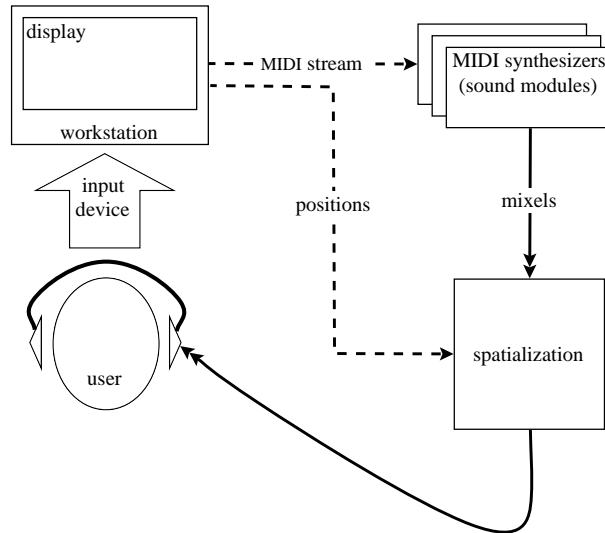 display
workstation
MIDI stream
MIDI synthesizers
(sound modules)
input
device
positions
mixels
user
spatialization